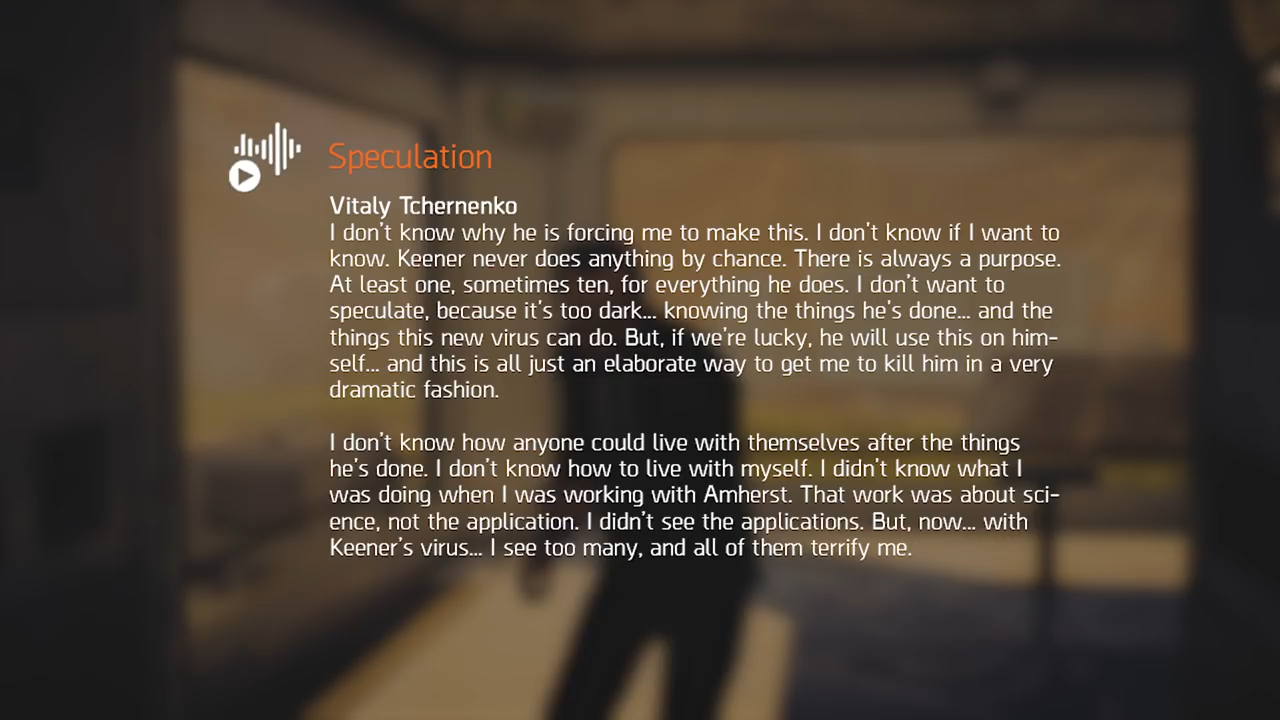 Speculation
Vitaly Tchernenko
I don't know why he is forcing me to make this. I don't know if I want to
know. Keener never does anything by chance. There is always a purpose.
At least one, sometimes ten, for everything he does. I don't want to
speculate, because it's too dark... knowing the things he's done... and the
things this new virus can do. But, if we're lucky, he will use this on him-
self... and this is all just an elaborate way to get me to kill him in a very
dramatic fashion.
I don't know how anyone could live with themselves after the things
he's done. I don't know how to live with myself. I didn't know what I
was doing when I was working with Amherst. That work was about sci-
ence, not the application. I didn't see the applications. But, now... with
Keener's virus... I see too many, and all of them terrify me.